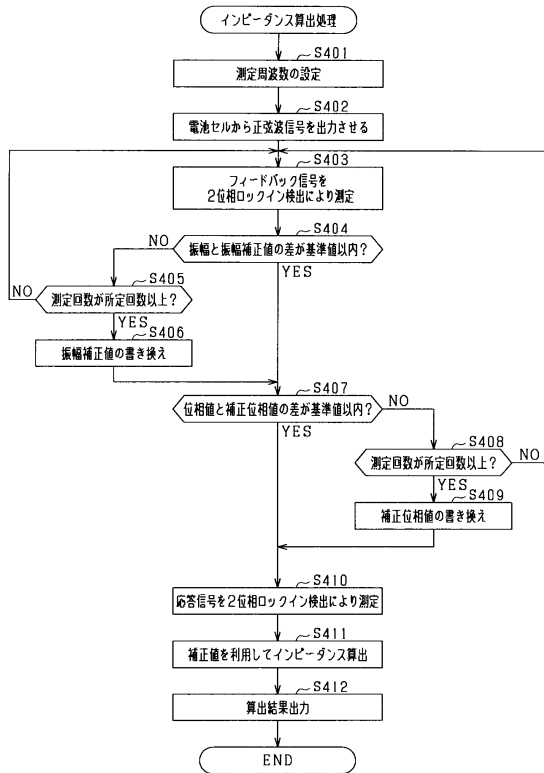 インピーダンス算出処理
S401
測定周波数の設定
S402
電池セルから正弦波信号を出力させる
S403
フィードバック信号を
2位相ロックイン検出により測定
S404
NO
振幅と振幅補正値の差が基準値以内?
YES
S405
NO
測定回数が所定回数以上?
YES
S406
振幅補正値の書き換え
S407
位相値と補正位相値の差が基準値以内?
NO
YES
S408
測定回数が所定回数以上?
NO
YES
S409
補正位相値の書き換え
S410
応答信号を2位相ロックイン検出により測定
S411
補正値を利用してインピーダンス算出
S412
算出結果出力
END